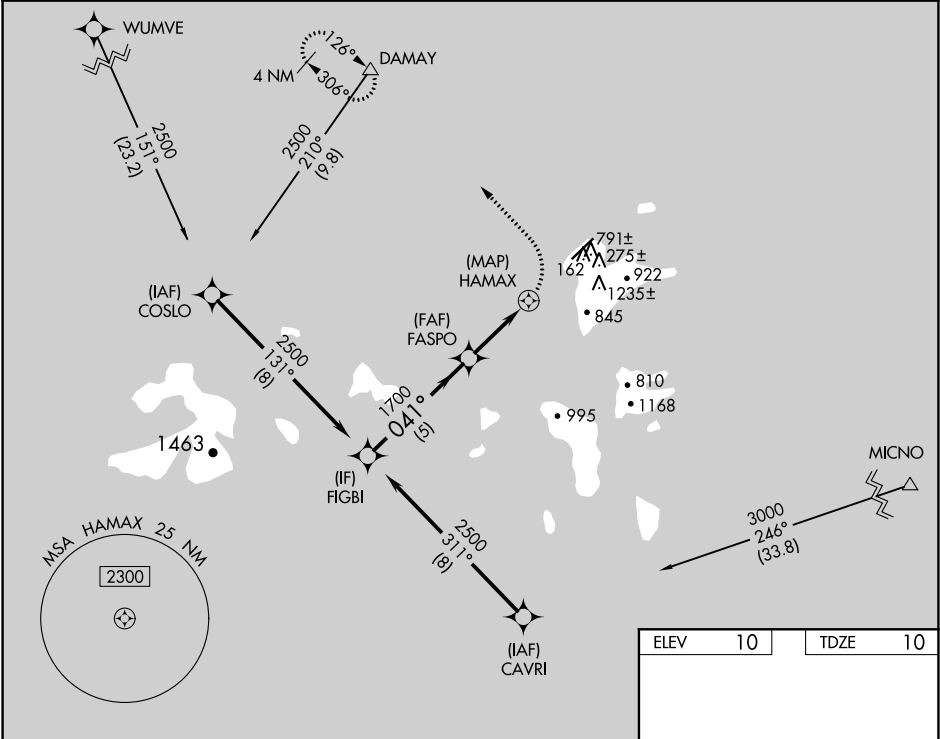 WUMVE
126°
DAMAY
4 NM
306°
2500
151°
(23.2)
2500
210°
(9.8)
(MAP)
HAMAX
791±
162
275±
922
1235±
845
(IAF)
COSLO
(FAF)
FASPO
2500
131°
(8)
810
1168
1700
041°
(5)
995
1463
(IF)
FIGBI
MICNO
2500
311°
(8)
3000
246°
(33.8)
MSA HAMAX 25 NM
2300
(IAF)
CAVRI
ELEV 10
TDZE 10